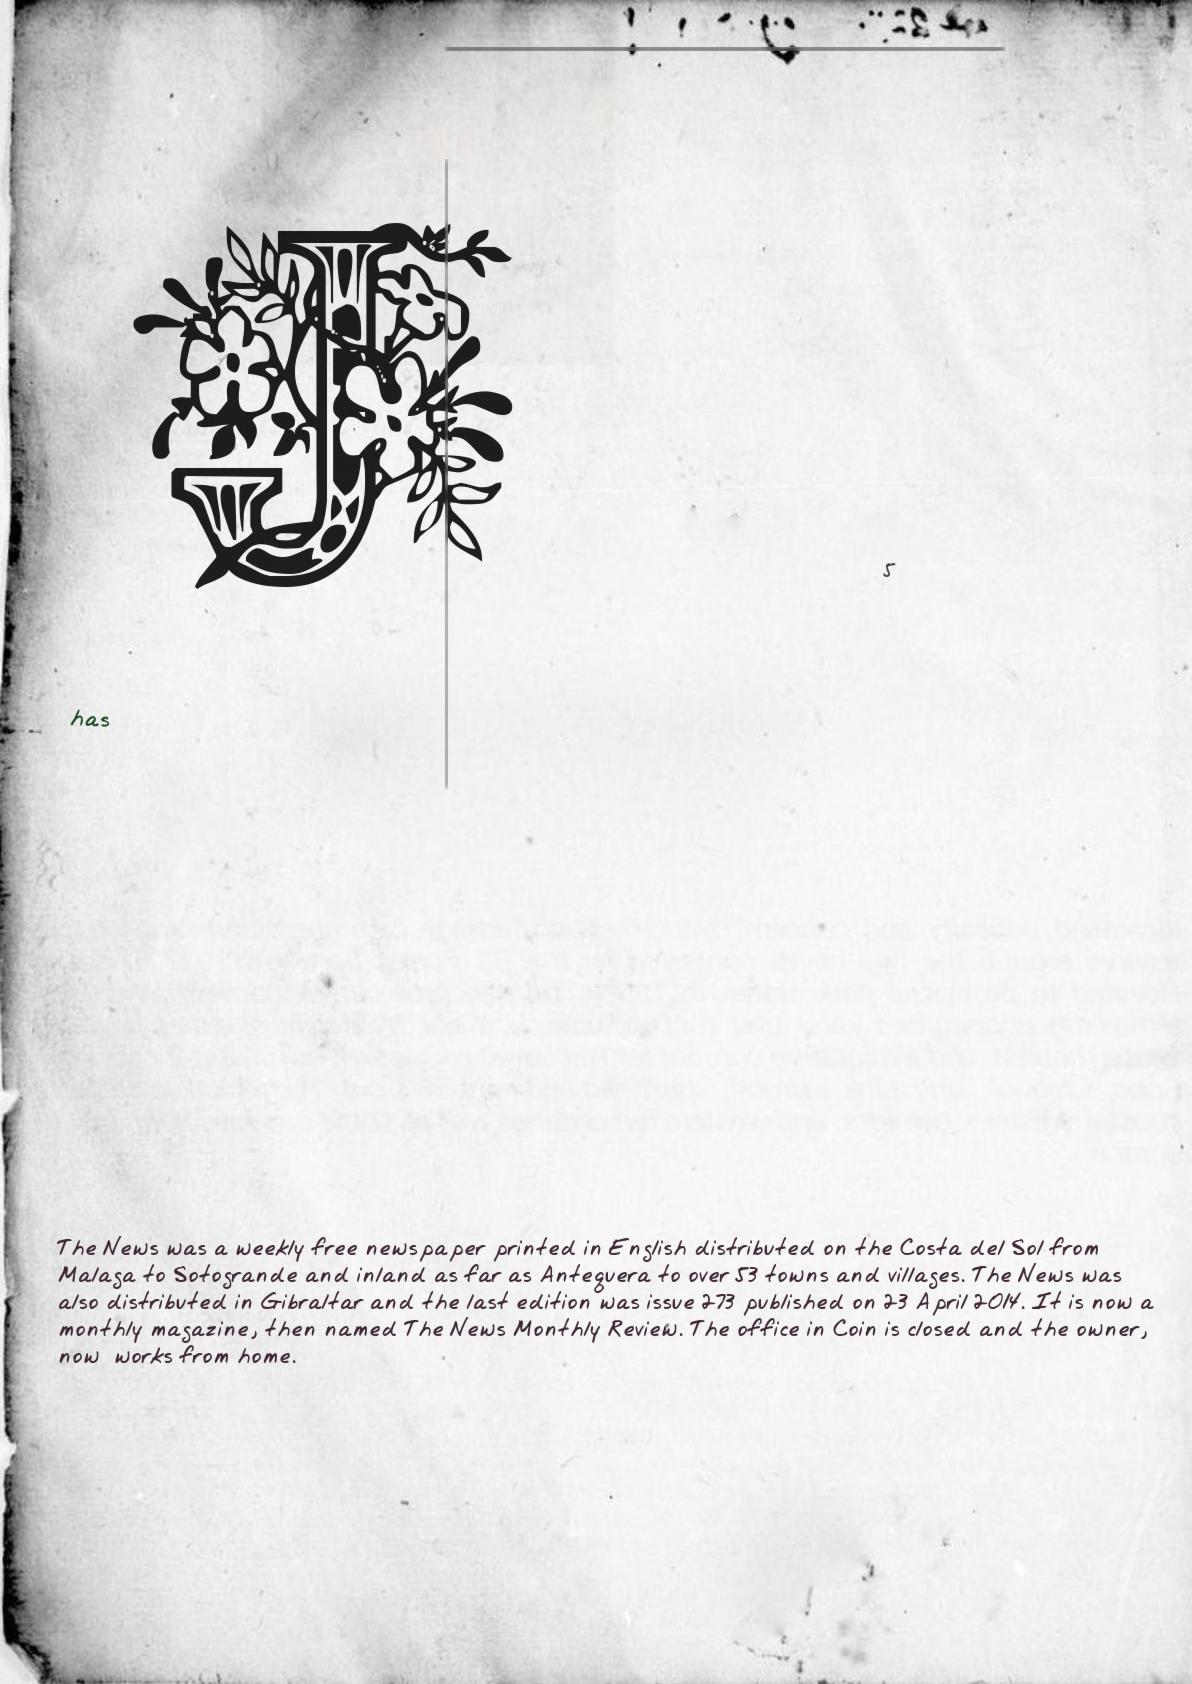 J
5
has
The News was a weekly free newspaper printed in English distributed on the Costa del Sol from
Malaga to Sotogrande and inland as far as Antequera to over 53 towns and villages. The News was
also distributed in Gibraltar and the last edition was issue 273 published on 23 April 2014. It is now a
monthly magazine, then named The News Monthly Review. The office in Coin is closed and the owner,
now works from home.